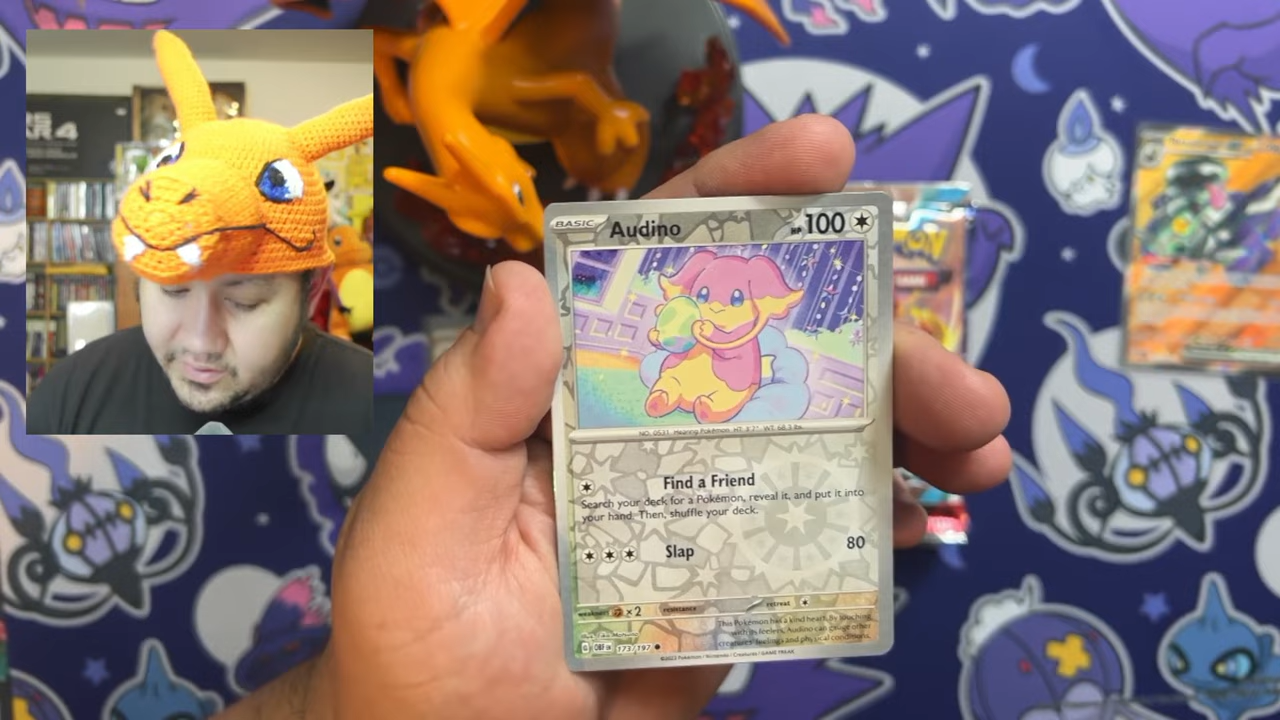 BASIC
Audino
HP 100
NO. 0531 Hearing Pokémon HT: 3'7" WT: 68.3 lbs.
Find a Friend
Search your deck for a Pokémon, reveal it, and put it into
your hand. Then, shuffle your deck.
Slap 80
weakness ×2 resistance retreat
This Pokémon has a kind heart. By touching
with its feelers, Audino can gauge other
creatures' feelings and physical conditions.
G OBF EN 173/197
©2023 Pokémon / Nintendo / Creatures / GAME FREAK